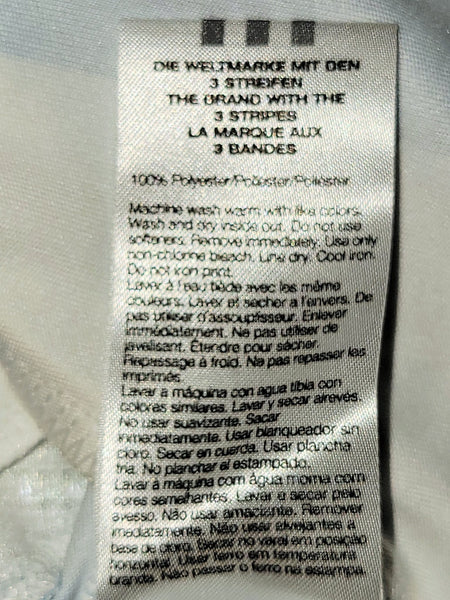 DIE WELTMARKE MIT DEN
3 STREIFEN
THE BRAND WITH THE
3 STRIPES
LA MARQUE AUX
3 BANDES
100% Polyester/Poliester/Poliéster
Machine wash warm with like colors.
Wash and dry inside out. Do not use
softeners. Remove immediately. Use only
non-chlorine bleach. Line dry. Cool iron.
Do not iron print.
Laver à l'eau tiède avec les même
couleurs. Laver et sécher à l'envers. De
pas utiliser d'assouplisseur. Enlever
immédiatement. Ne pas utiliser de
javellisant. Étendre pour sécher.
Repassage à froid. Ne pas repasser les
imprimés.
Lavar a máquina con agua tibia con
colores similares. Lavar y secar al revés.
No usar suavizante. Sacar
inmediatamente. Usar blanqueador sin
cloro. Secar en cuerda. Usar plancha
fria. No planchar el estampado.
Lavar à máquina com água morna com
cores semelhantes. Lavar e secar pelo
avesso. Não usar amaciante. Remover
imediatamente. Não usar alvejantes a
base de cloro. Secar no varal em posição
horizontal. Usar ferro em temperatura
branda. Não passar o ferro na estampa.